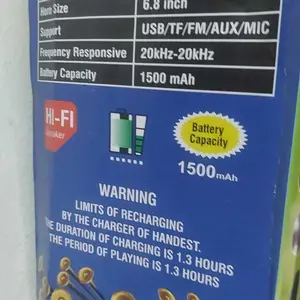 Horn Size 6.8 inch
Support USB/TF/FM/AUX/MIC
Frequency Responsive 20kHz-20kHz
Battery Capacity 1500 mAh
HI-FI
Battery
Capacity
1500mAh
WARNING
LIMITS OF RECHARGING
BY THE CHARGER OF HANDEST.
THE DURATION OF CHARGING IS 1.3 HOURS
THE PERIOD OF PLAYING IS 1.3 HOURS